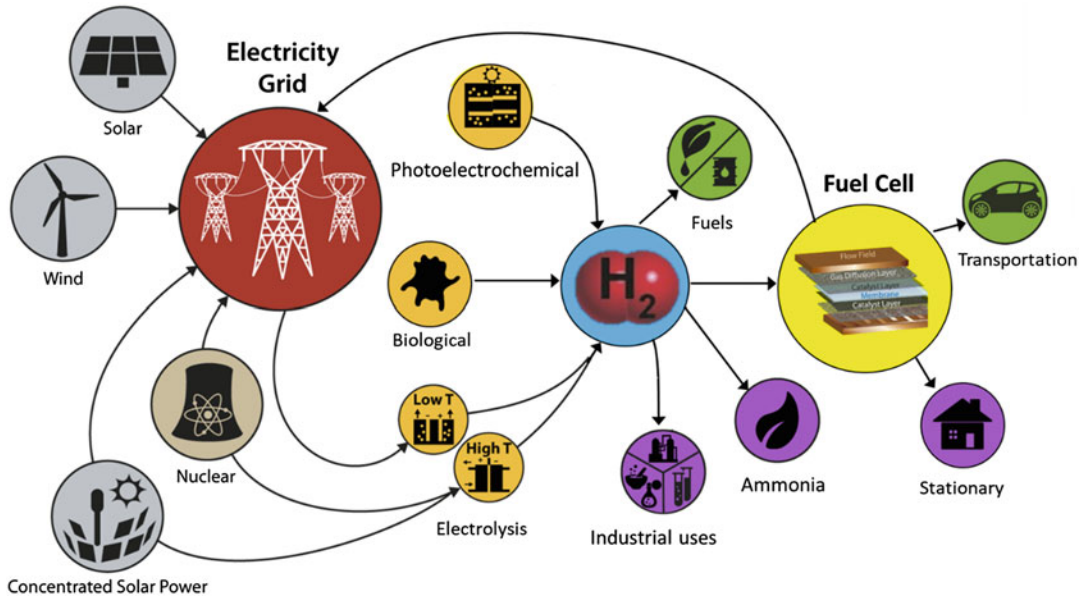 Electricity
Grid
Solar
Wind
Photoelectrochemical
Fuels
Fuel Cell
Flow Field
Gas Diffusion Layer
Catalyst Layer
Membrane
Catalyst Layer
Transportation
H2
Biological
Nuclear
Low T
- +
High T
- +
Electrolysis
Industrial uses
Ammonia
Stationary
Concentrated Solar Power